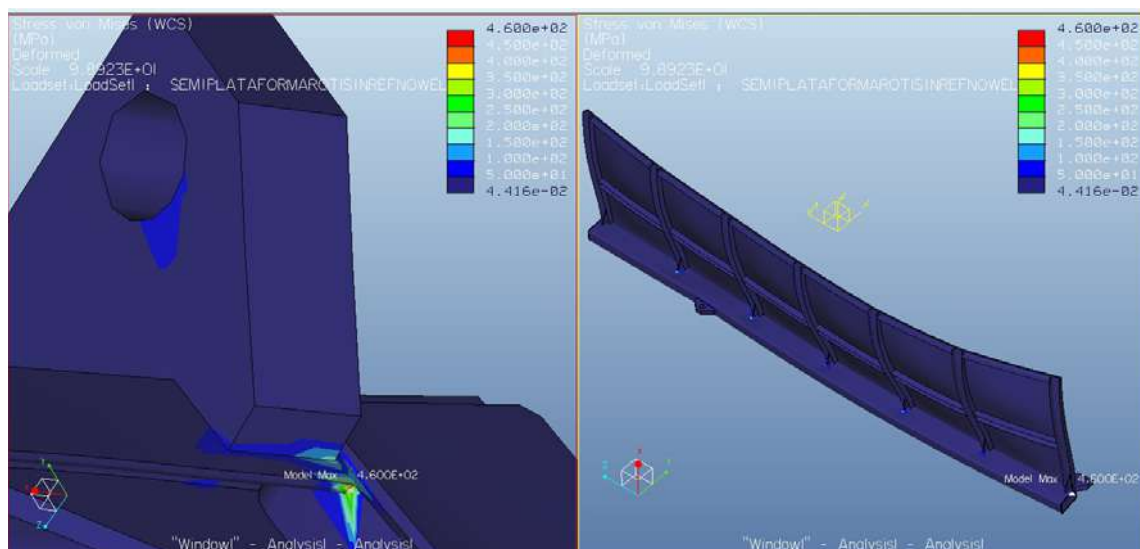 Stress von Mises (WCS)
(MPa)
Deformed
Scale 9.8923E+01
Loadset:LoadSet1 : SEMIPLATAFORMAROTISINREFNOWEL
4.600e+02
4.500e+02
4.000e+02
3.500e+02
3.000e+02
2.500e+02
2.000e+02
1.500e+02
1.000e+02
5.000e+01
4.416e-02
Model Max 4.600E+02
X
Y
Z
"Window1" - Analysis1 - Analysis1
Stress von Mises (WCS)
(MPa)
Deformed
Scale 9.8923E+01
Loadset:LoadSet1 : SEMIPLATAFORMAROTISINREFNOWEL
4.600e+02
4.500e+02
4.000e+02
3.500e+02
3.000e+02
2.500e+02
2.000e+02
1.500e+02
1.000e+02
5.000e+01
4.416e-02
Model Max 4.600E+02
X
Z
Y
"Window1" - Analysis1 - Analysis1